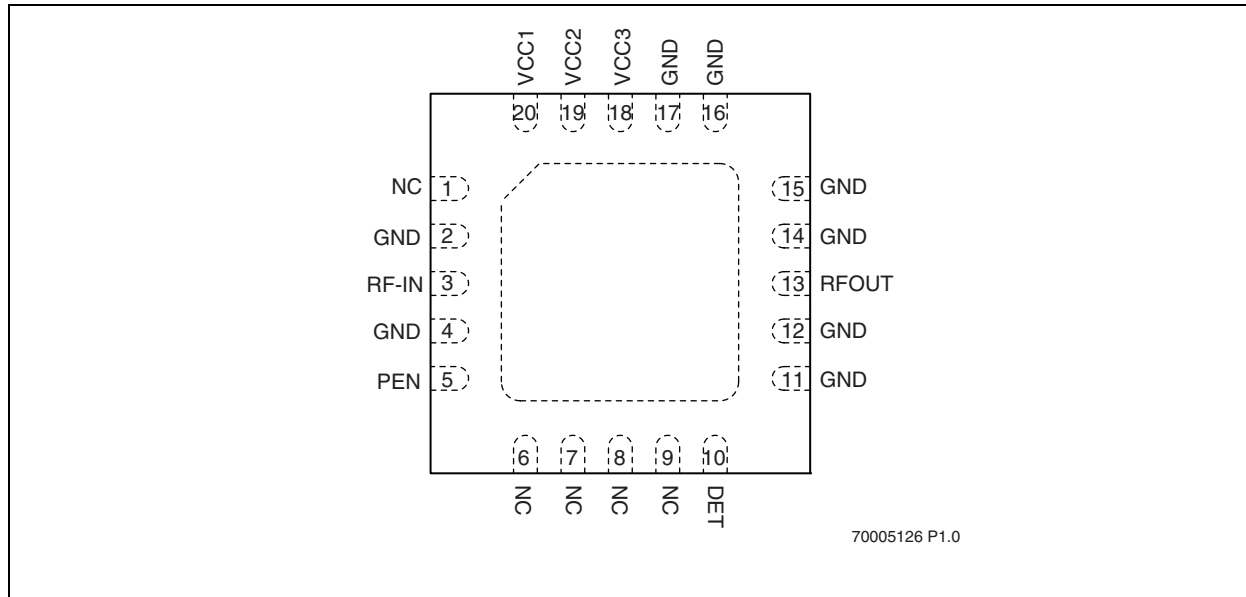 VCC1 VCC2 VCC3 GND GND
20 19 18 17 16
NC 1 15 GND
GND 2 14 GND
RF-IN 3 13 RFOUT
GND 4 12 GND
PEN 5 11 GND
6 7 8 9 10
NC NC NC NC DET
70005126 P1.0